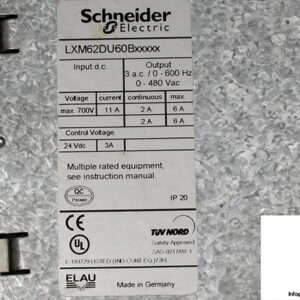 Schneider
Electric
LXM62DU60Bxxxxx
Input d.c. Output
3 a.c. / 0 - 600 Hz
0 - 480 Vac
Voltage current continuous max.
max. 700V 11 A 2 A 6 A
2 A 6 A
Control Voltage
24 Vdc 3A
Multiple rated equipment,
see instruction manual.
QC
Passed
IP 20
TÜV NORD
Safety Approved
ELAU
Made in Germany